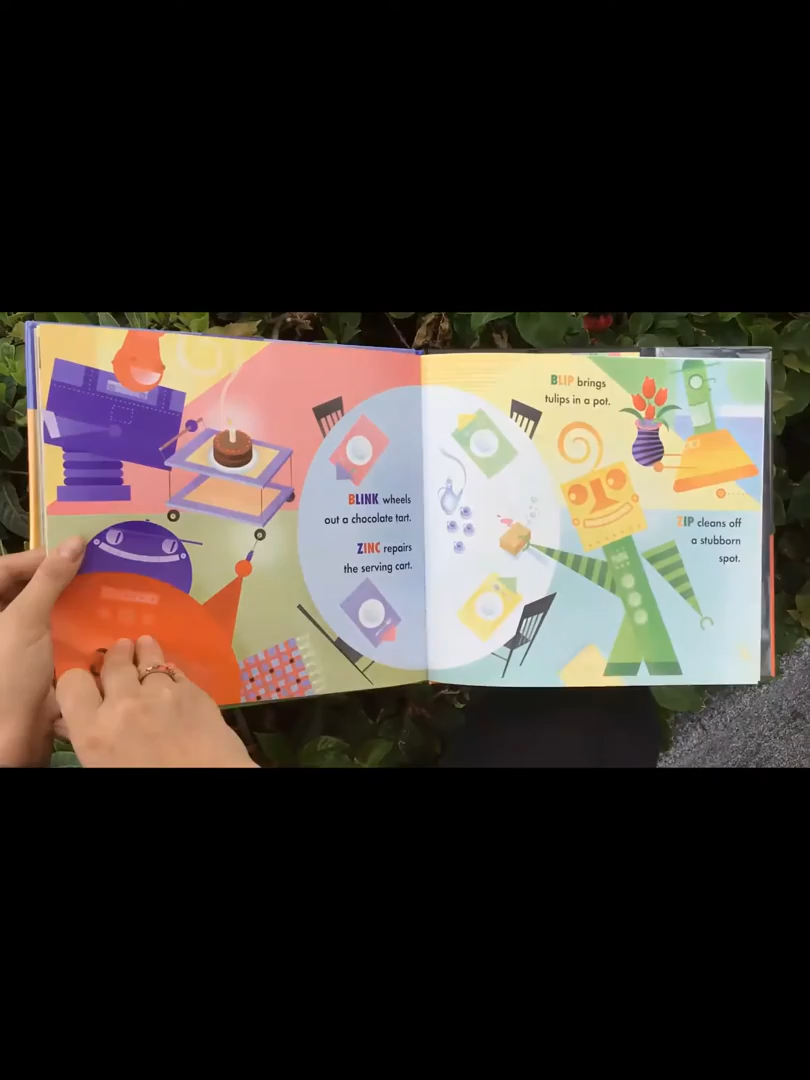 BLINK wheels
out a chocolate tart.
ZINC repairs
the serving cart.
BLIP brings
tulips in a pot.
ZIP cleans off
a stubborn
spot.